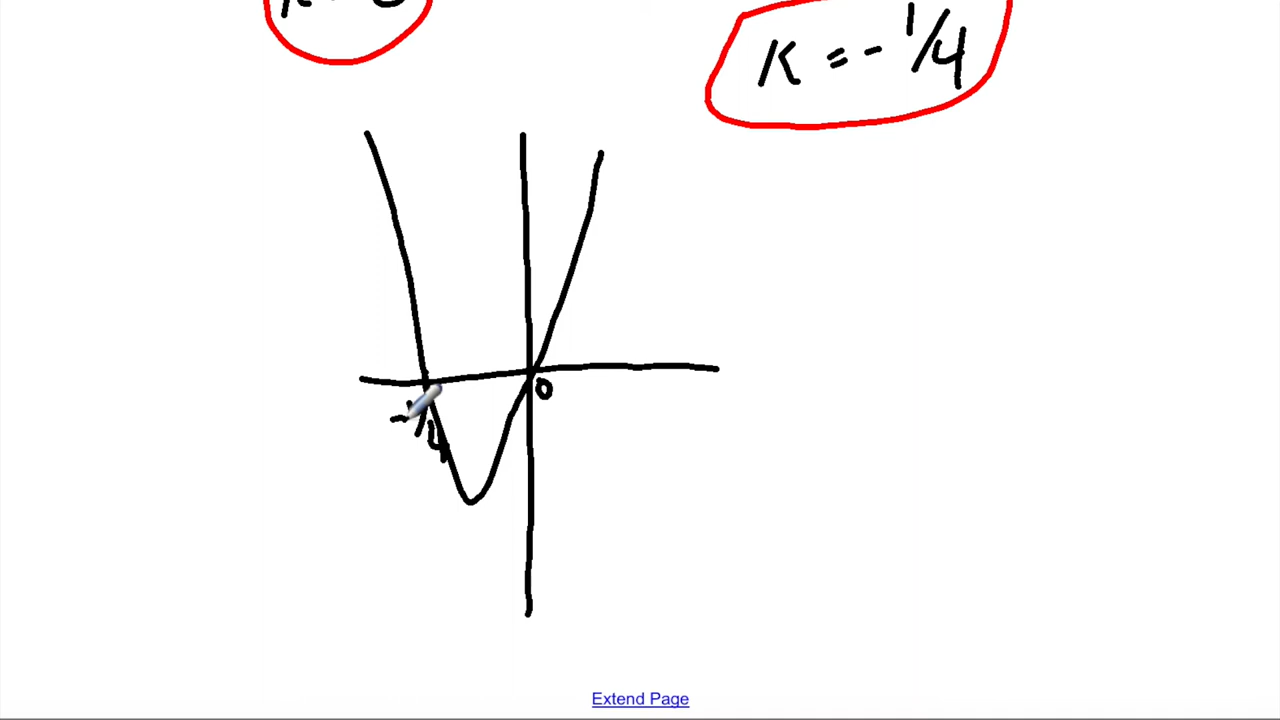 K = - 1/4
0
-1/4
Extend Page